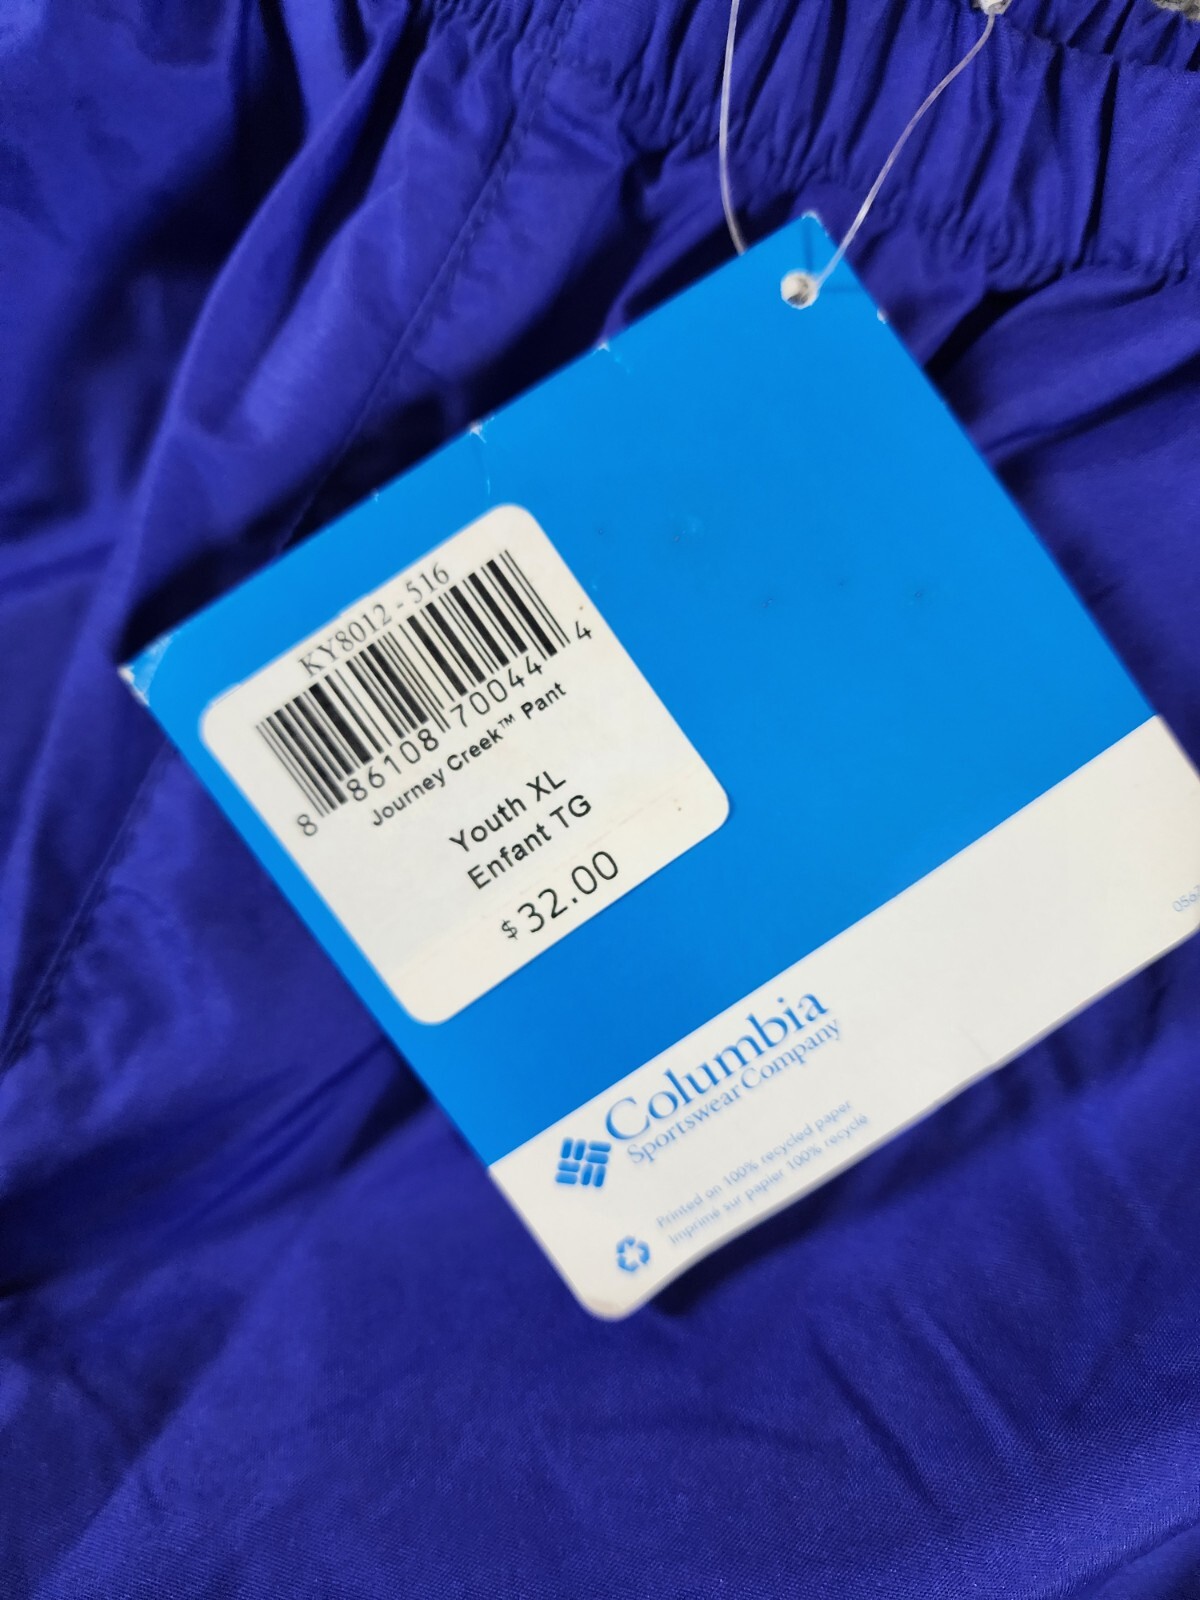 KY8012 - 516
8 86108 70044 4
Journey Creek™ Pant
Youth XL
Enfant TG
$32.00
Columbia
Sportswear Company
Printed on 100% recycled paper
Imprimé sur papier 100% recyclé